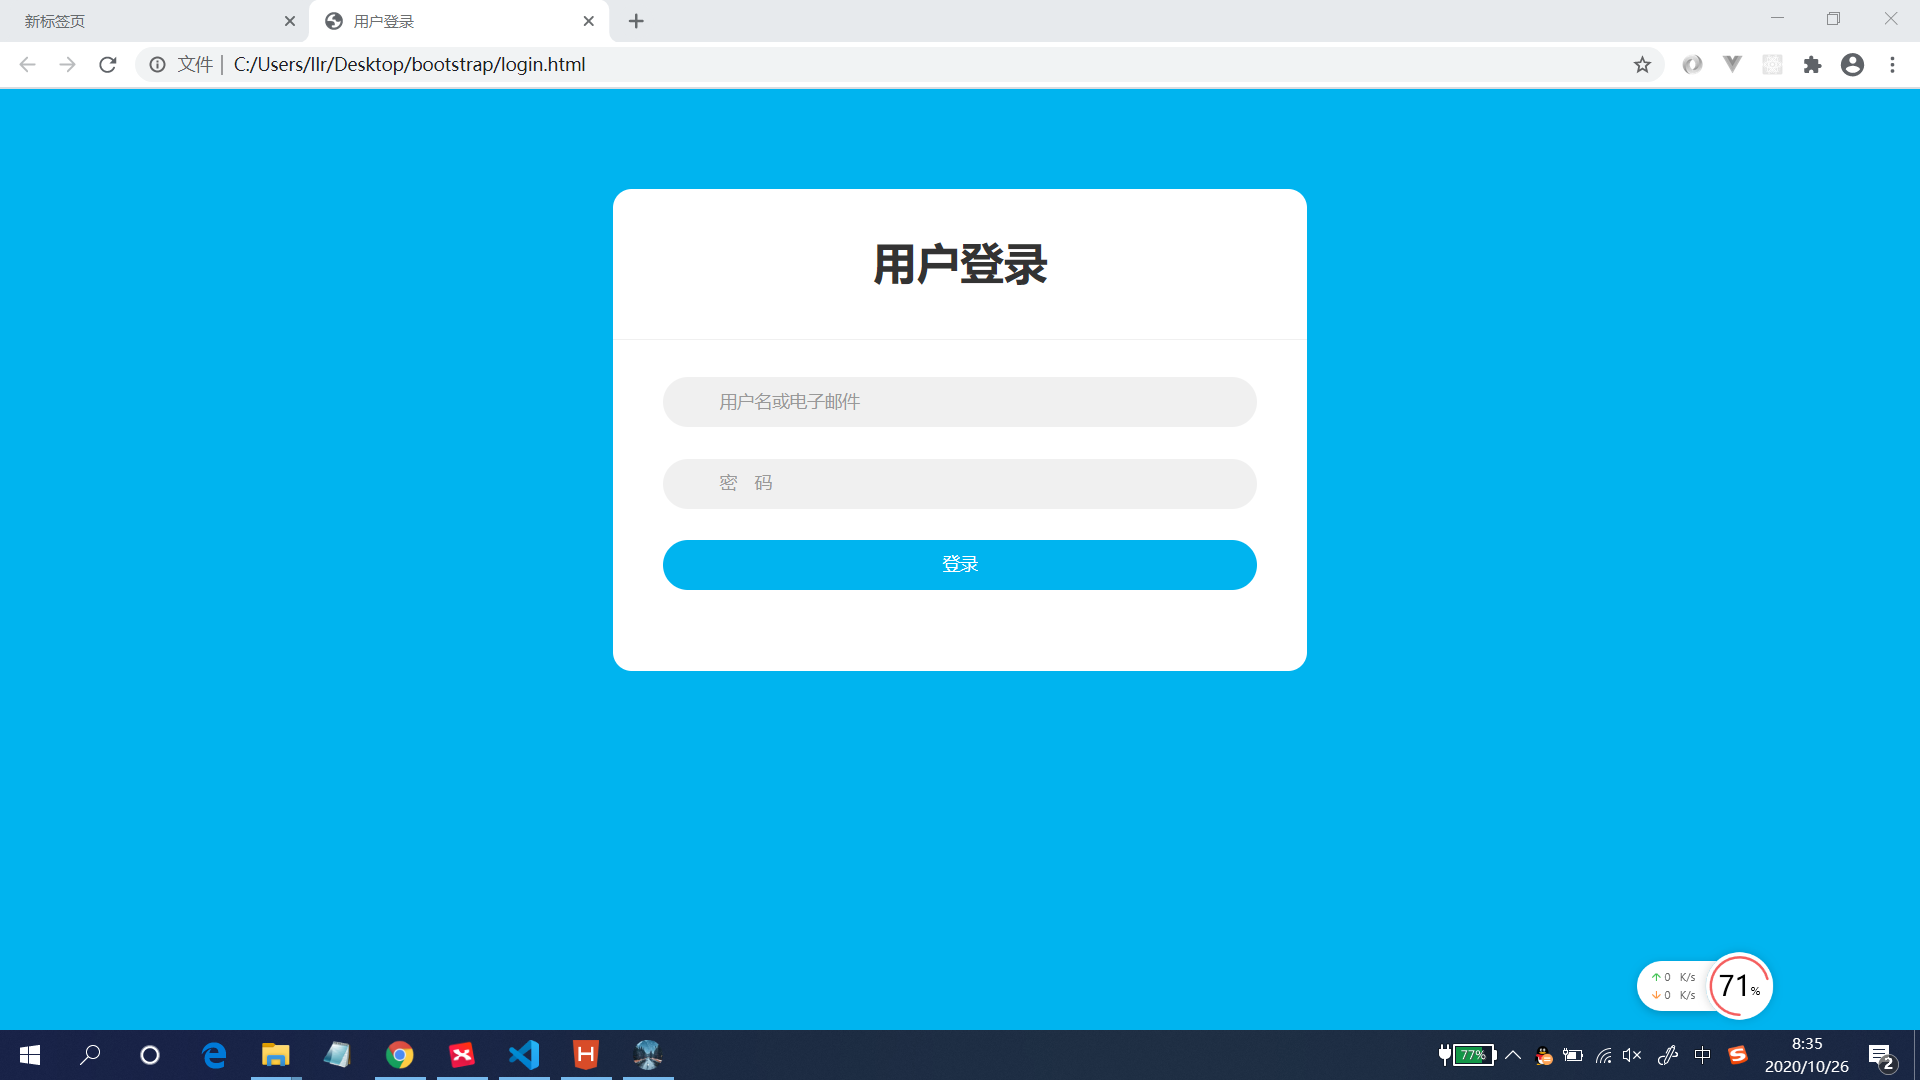 新标签页
用户登录
文件 | C:/Users/llr/Desktop/bootstrap/login.html
用户登录
用户名或电子邮件
密 码
登录
0 K/s
0 K/s
71%
77%
中
8:35
2020/10/26
2